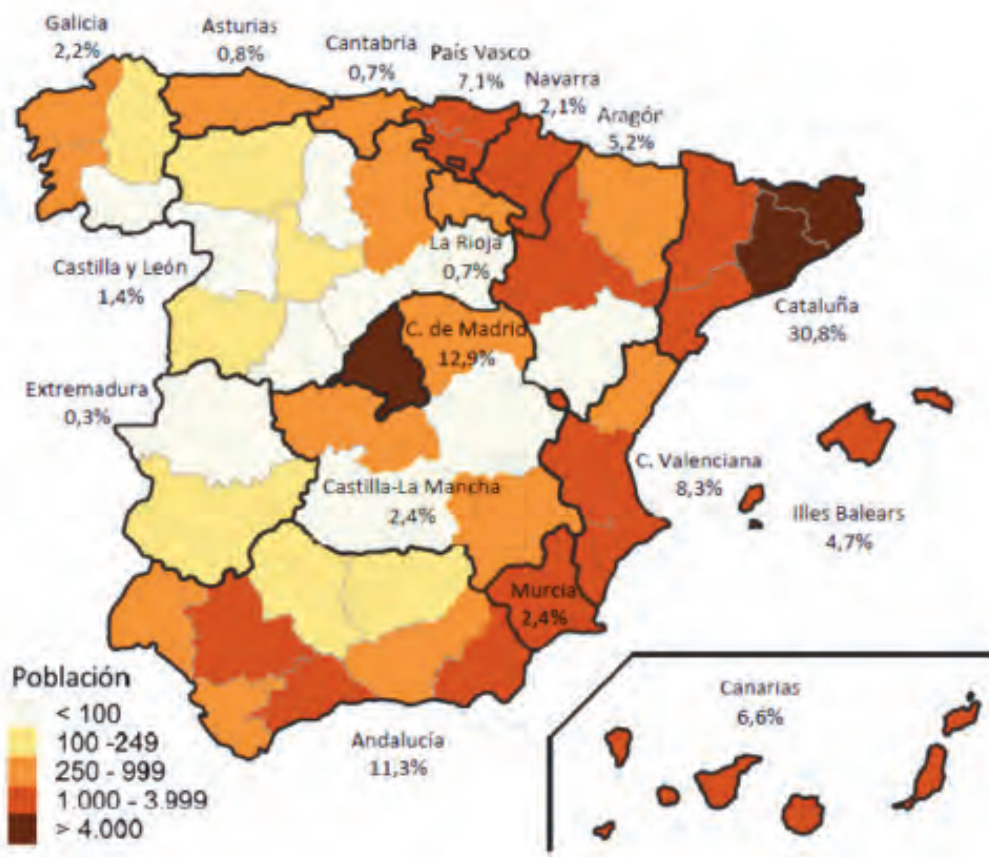 Galicia
2,2%
Asturias
0,8%
Cantabria
0,7%
País Vasco
7,1%
Navarra
2,1%
Aragór
5,2%
La Rioja
0,7%
Castilla y León
1,4%
Cataluña
30,8%
C. de Madrid
12,9%
Extremadura
0,3%
C. Valenciana
8,3%
Illes Balears
4,7%
Castilla-La Mancha
2,4%
Murcia
2,4%
Andalucía
11,3%
Canarias
6,6%
Población
< 100
100 -249
250 - 999
1.000 - 3.999
> 4.000